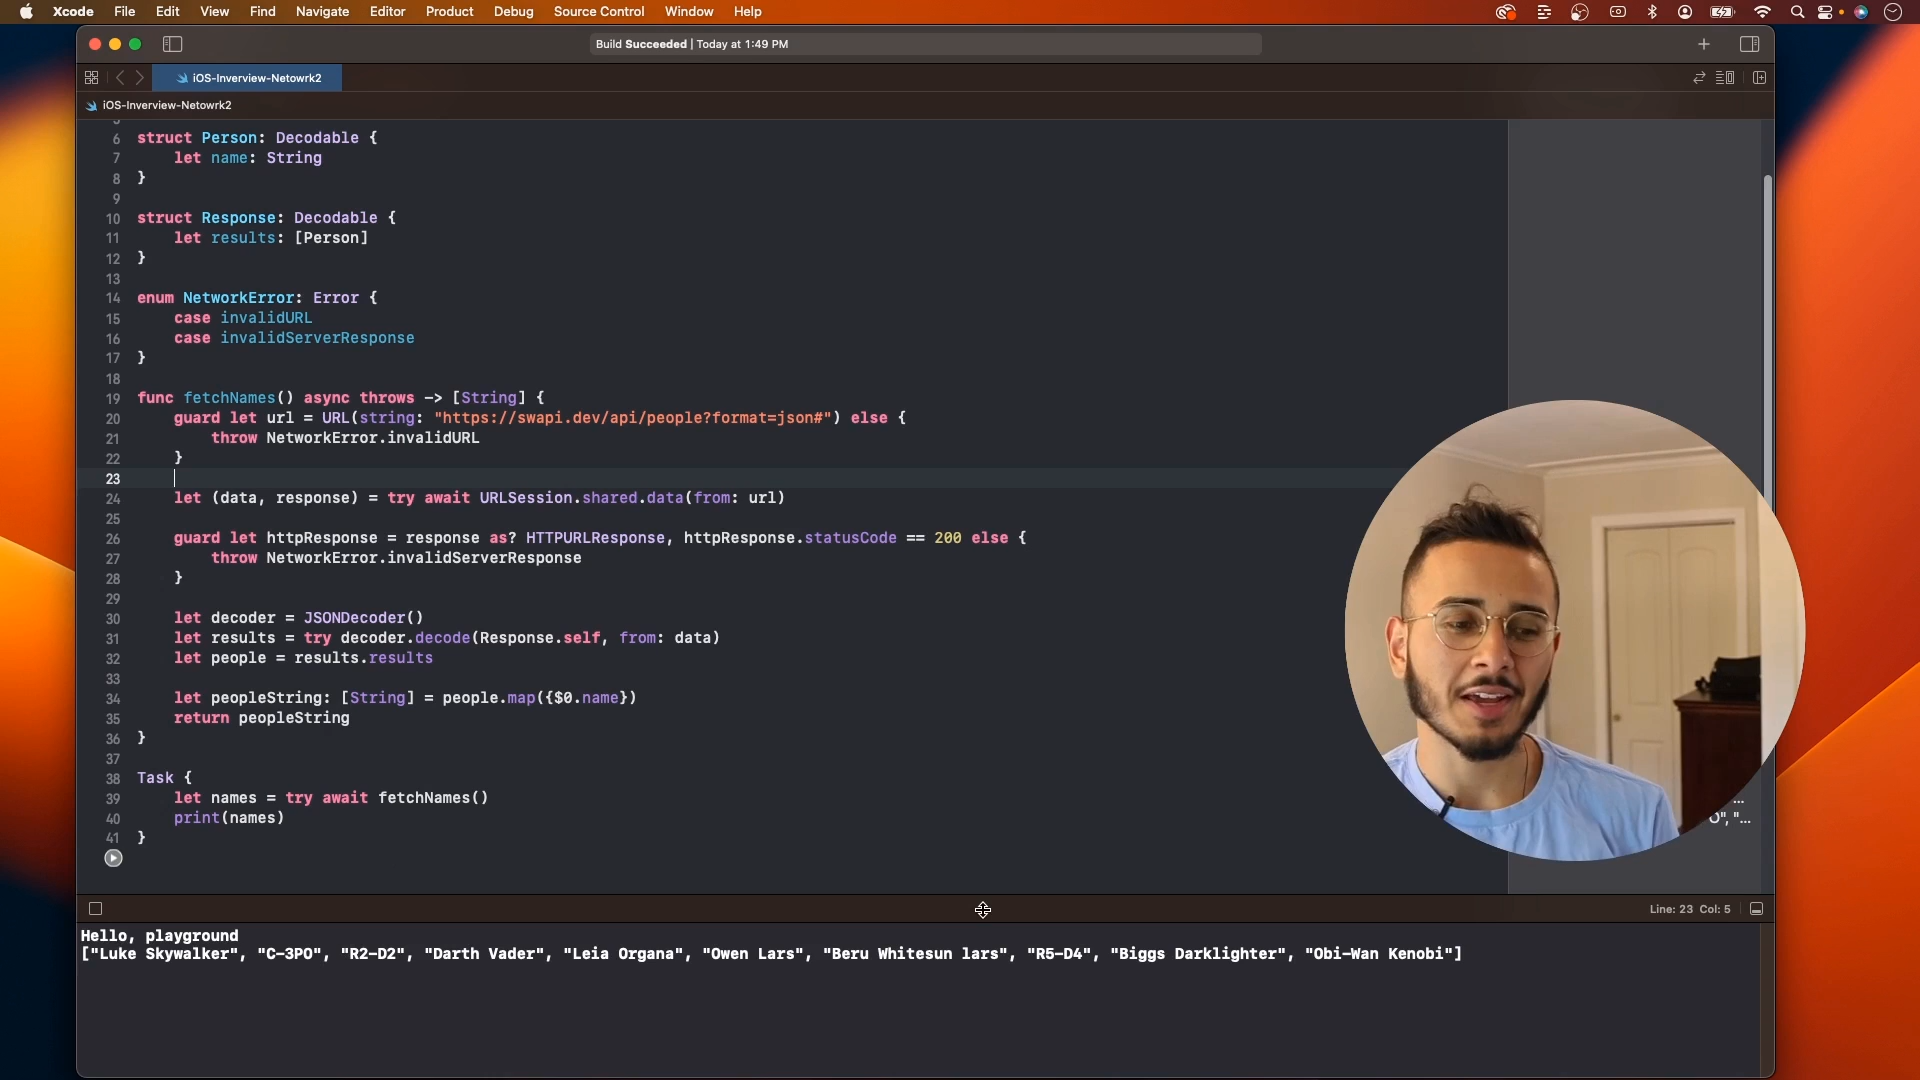 Xcode File Edit View Find Navigate Editor Product Debug Source Control Window Help
Build Succeeded | Today at 1:49 PM
iOS-Inverview-Netowrk2
iOS-Inverview-Netowrk2
6 struct Person: Decodable {
7 let name: String
8 }
9
10 struct Response: Decodable {
11 let results: [Person]
12 }
13
14 enum NetworkError: Error {
15 case invalidURL
16 case invalidServerResponse
17 }
18
19 func fetchNames() async throws -> [String] {
20 guard let url = URL(string: "https://swapi.dev/api/people?format=json#") else {
21 throw NetworkError.invalidURL
22 }
23
24 let (data, response) = try await URLSession.shared.data(from: url)
25
26 guard let httpResponse = response as? HTTPURLResponse, httpResponse.statusCode == 200 else {
27 throw NetworkError.invalidServerResponse
28 }
29
30 let decoder = JSONDecoder()
31 let results = try decoder.decode(Response.self, from: data)
32 let people = results.results
33
34 let peopleString: [String] = people.map({$0.name})
35 return peopleString
36 }
37
38 Task {
39 let names = try await fetchNames()
40 print(names)
41 }
Line: 23 Col: 5
Hello, playground
["Luke Skywalker", "C-3PO", "R2-D2", "Darth Vader", "Leia Organa", "Owen Lars", "Beru Whitesun lars", "R5-D4", "Biggs Darklighter", "Obi-Wan Kenobi"]